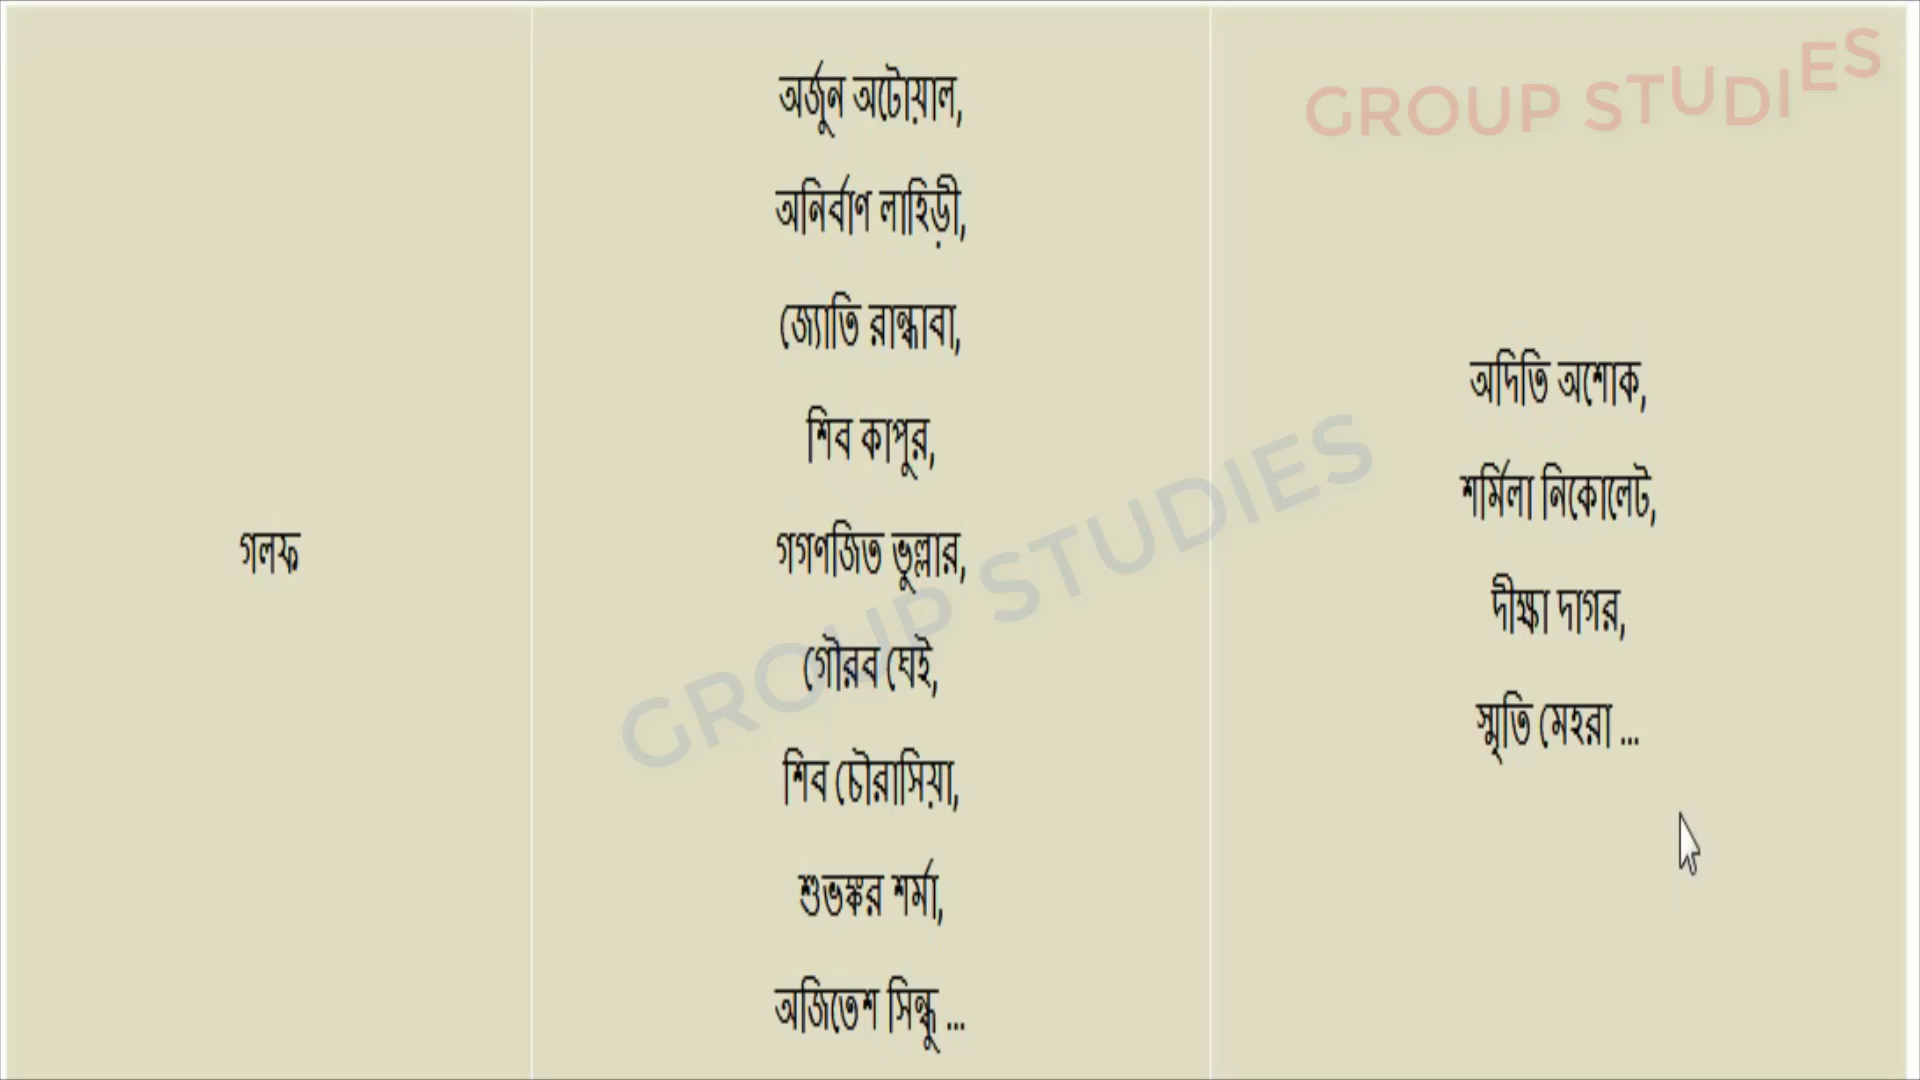 GROUP STUDIES
গলফ
অর্জুন অটোয়াল,
অনির্বাণ লাহিড়ী,
জ্যোতি রান্ধাবা,
শিব কাপুর,
গগণজিত ভুল্লার,
গৌরব ঘেই,
শিব চৌরাসিয়া,
শুভঙ্কর শর্মা,
অজিতেশ সিন্ধু ...
অদিতি অশোক,
শর্মিলা নিকোলেট,
দীক্ষা দাগর,
স্মৃতি মেহরা ...
GROUP STUDIES